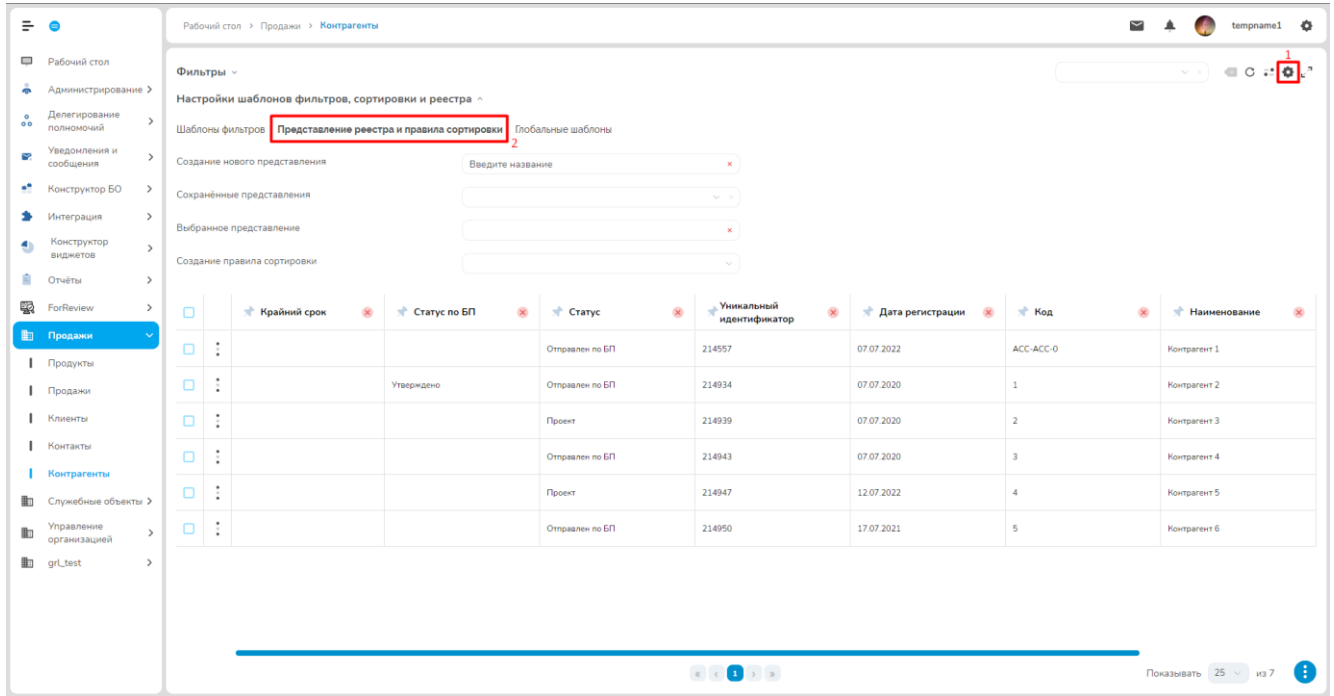 Рабочий стол > Продажи > Контрагенты
tempname1
Рабочий стол
Администрирование
Делегирование
полномочий
Уведомления и
сообщения
Конструктор БО
Интеграция
Конструктор
виджетов
Отчёты
ForReview
Продажи
Продукты
Продажи
Клиенты
Контакты
Контрагенты
Служебные объекты
Управление
организацией
grl_test
1
Фильтры
Настройки шаблонов фильтров, сортировки и реестра
Шаблоны фильтров Представление реестра и правила сортировки Глобальные шаблоны
2
Создание нового представления Введите название
Сохранённые представления
Выбранное представление
Создание правила сортировки
Крайний срок Статус по БП Статус Уникальный идентификатор Дата регистрации Код Наименование
Отправлен по БП 214557 07.07.2022 ACC-ACC-0 Контрагент 1
Утверждено Отправлен по БП 214934 07.07.2020 1 Контрагент 2
Проект 214939 07.07.2020 2 Контрагент 3
Отправлен по БП 214943 07.07.2020 3 Контрагент 4
Проект 214947 12.07.2022 4 Контрагент 5
Отправлен по БП 214950 17.07.2021 5 Контрагент 6
« ‹ 1 › »
Показывать 25 из 7